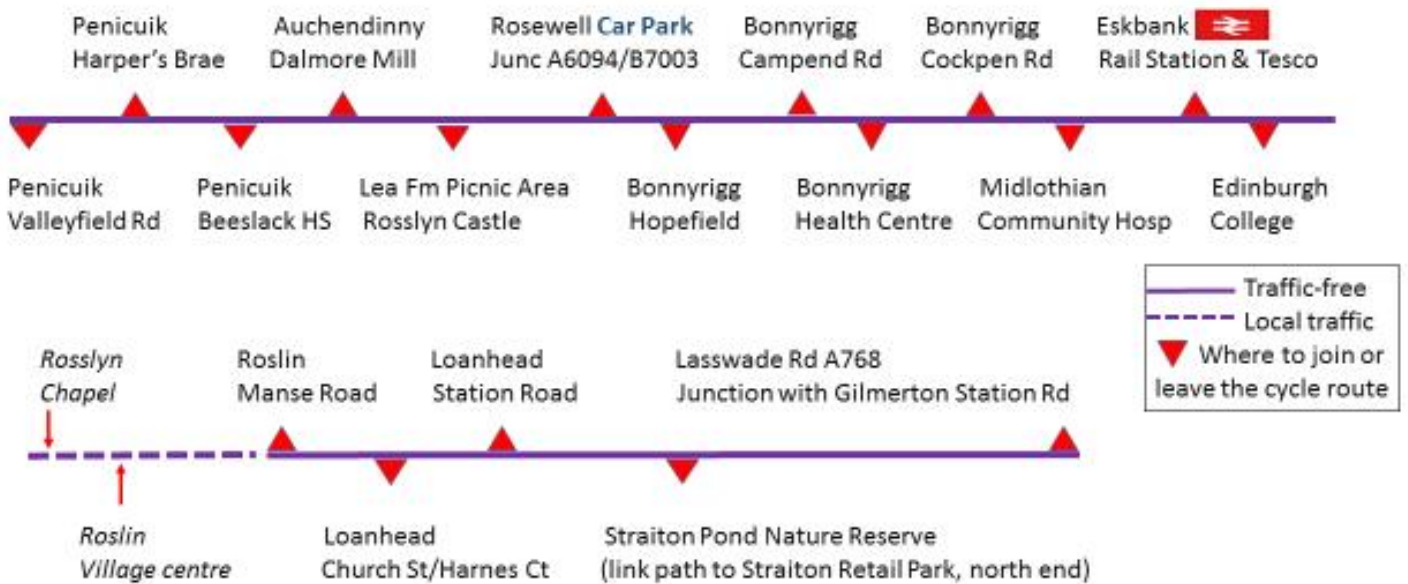 Penicuik
Harper's Brae
Auchendinny
Dalmore Mill
Rosewell Car Park
Junc A6094/B7003
Bonnyrigg
Campend Rd
Bonnyrigg
Cockpen Rd
Eskbank
Rail Station & Tesco
Penicuik
Valleyfield Rd
Penicuik
Beeslack HS
Lea Fm Picnic Area
Rosslyn Castle
Bonnyrigg
Hopefield
Bonnyrigg
Health Centre
Midlothian
Community Hosp
Edinburgh
College
Traffic-free
Local traffic
Where to join or
leave the cycle route
Rosslyn
Chapel
Roslin
Manse Road
Loanhead
Station Road
Lasswade Rd A768
Junction with Gilmerton Station Rd
Roslin
Village centre
Loanhead
Church St/Harnes Ct
Straiton Pond Nature Reserve
(link path to Straiton Retail Park, north end)